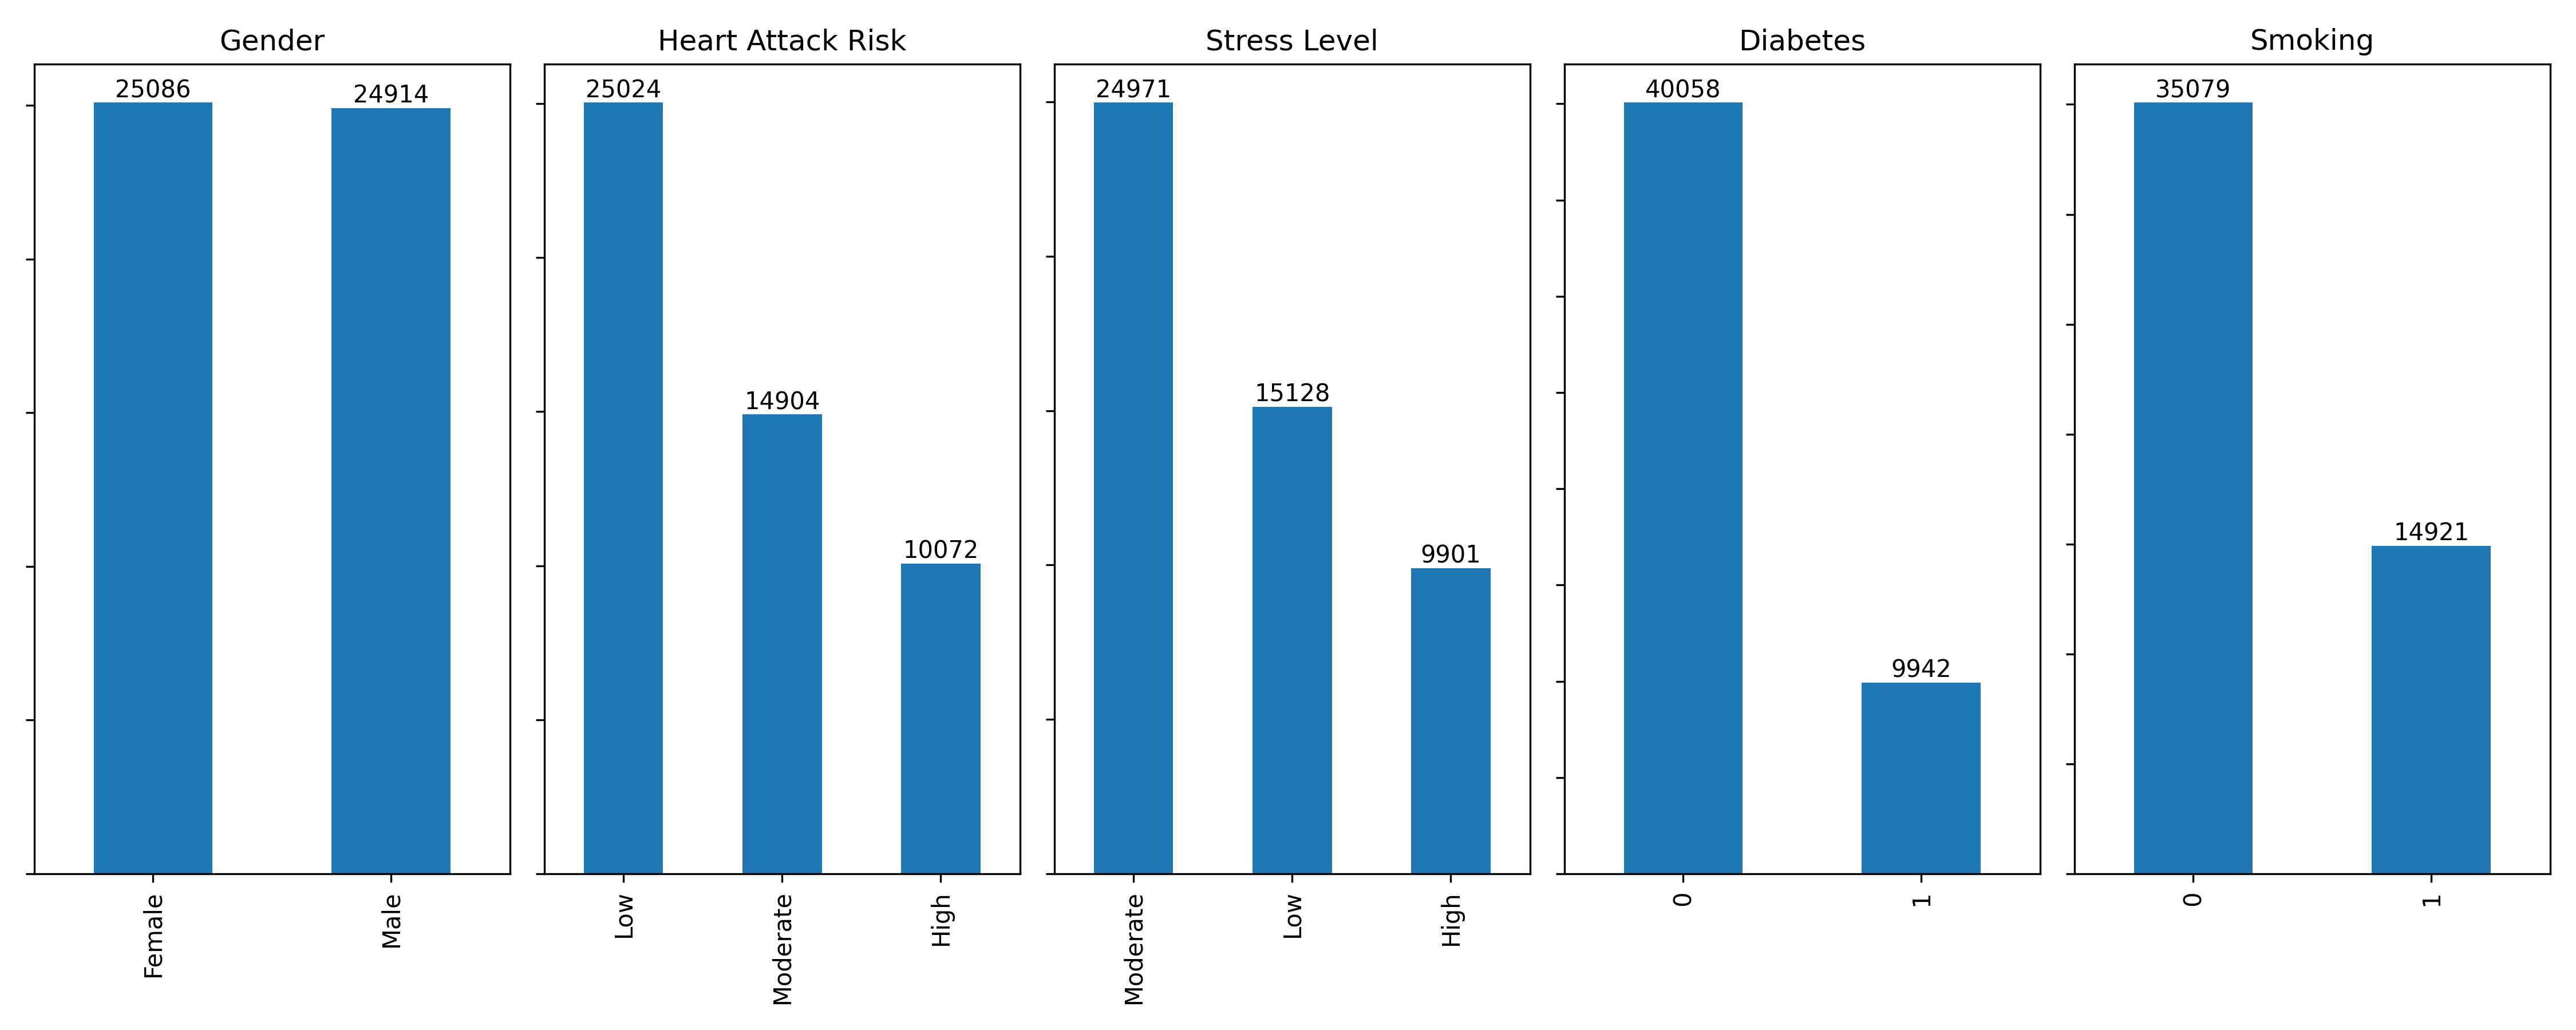 Gender
25086
24914
Female
Male
Heart Attack Risk
25024
14904
10072
Low
Moderate
High
Stress Level
24971
15128
9901
Moderate
Low
High
Diabetes
40058
9942
0
1
Smoking
35079
14921
0
1